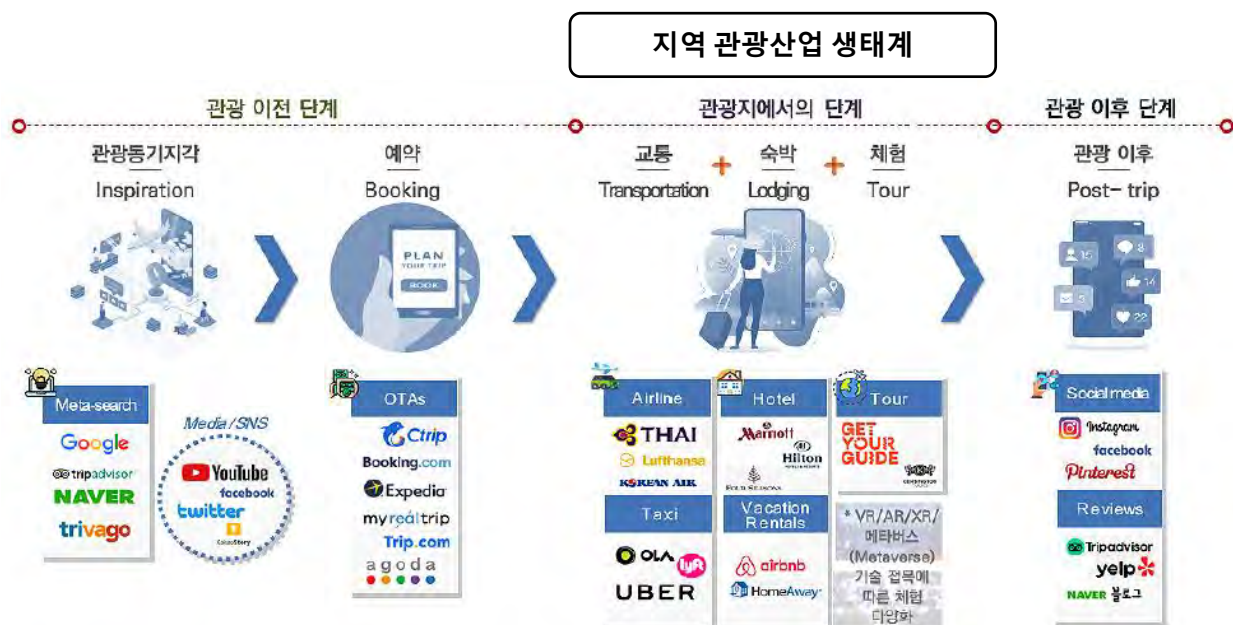 지역 관광산업 생태계
관광 이전 단계
관광지에서의 단계
관광 이후 단계
관광동기지각
Inspiration
예약
Booking
교통
Transportation
+
숙박
Lodging
+
체험
Tour
관광 이후
Post- trip
PLAN
YOUR TRIP
BOOK
15
8
14
3
22
Meta-search
Google
tripadvisor
NAVER
trivago
Media/SNS
YouTube
facebook
twitter
KakaoStory
OTAs
Ctrip
Booking.com
Expedia
myrealtrip
Trip.com
agoda
Airline
THAI
Lufthansa
KOREAN AIR
Taxi
OLA
lyft
UBER
Hotel
Marriott
Hilton
FOUR SEASONS
Vacation
Rentals
airbnb
HomeAway
Tour
GET
YOUR
GUIDE
* VR/AR/XR/
메타버스
(Metaverse)
기술 접목에
따른 체험
다양화
Social media
Instagram
facebook
Pinterest
Reviews
Tripadvisor
yelp
NAVER 블로그